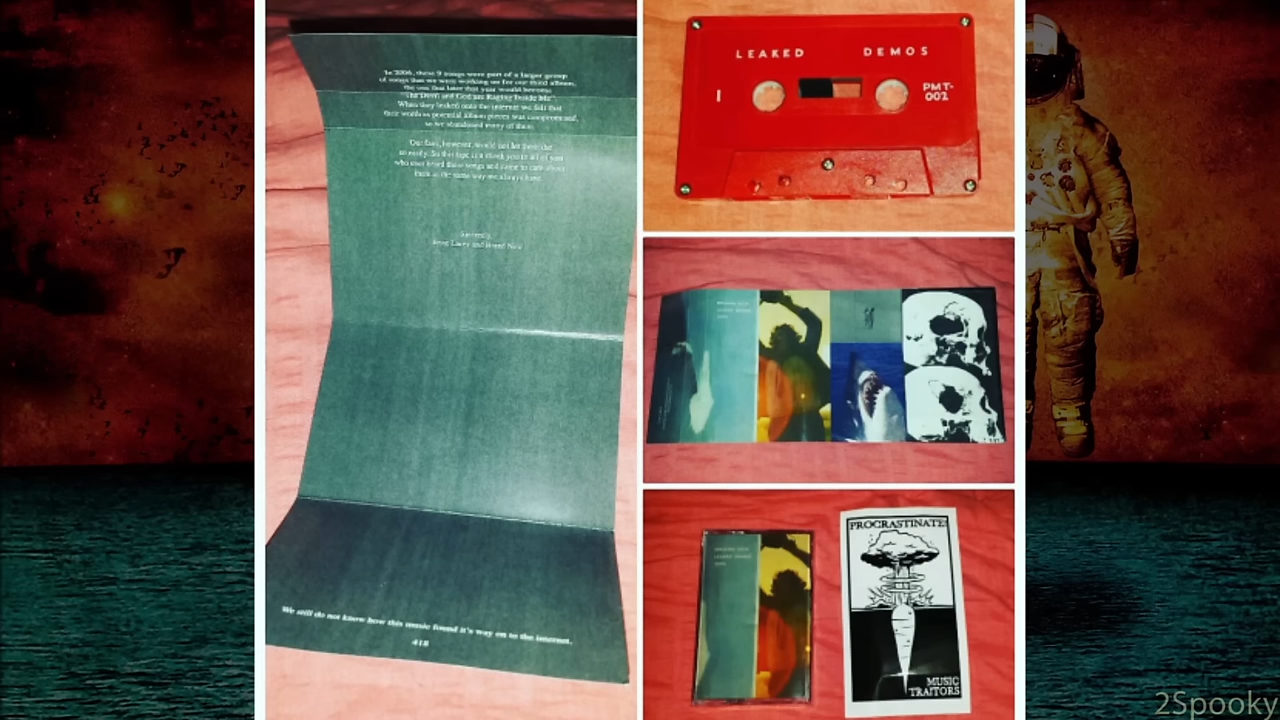 In 2006, these 9 songs were part of a larger group
of songs that we were working on for our third album,
the one that later that year would become
"The Devil and God are Raging Inside Me".
When they leaked onto the internet we felt that
their worth as potential album pieces was compromised,
so we abandoned many of them.
Our fans, however, would not let them die
so easily. So this tape is a thank you to all of you
who ever heard these songs and came to care about
them in the same way we always have.
Sincerely,
Jesse Lacey and Brand New
We still do not know how this music found it's way on to the internet.
418
LEAKED DEMOS
I
PMT-
002
LEAKED DEMOS
2006
LEAKED DEMOS
2006
PROCRASTINATE!
MUSIC
TRAITORS
2Spooky